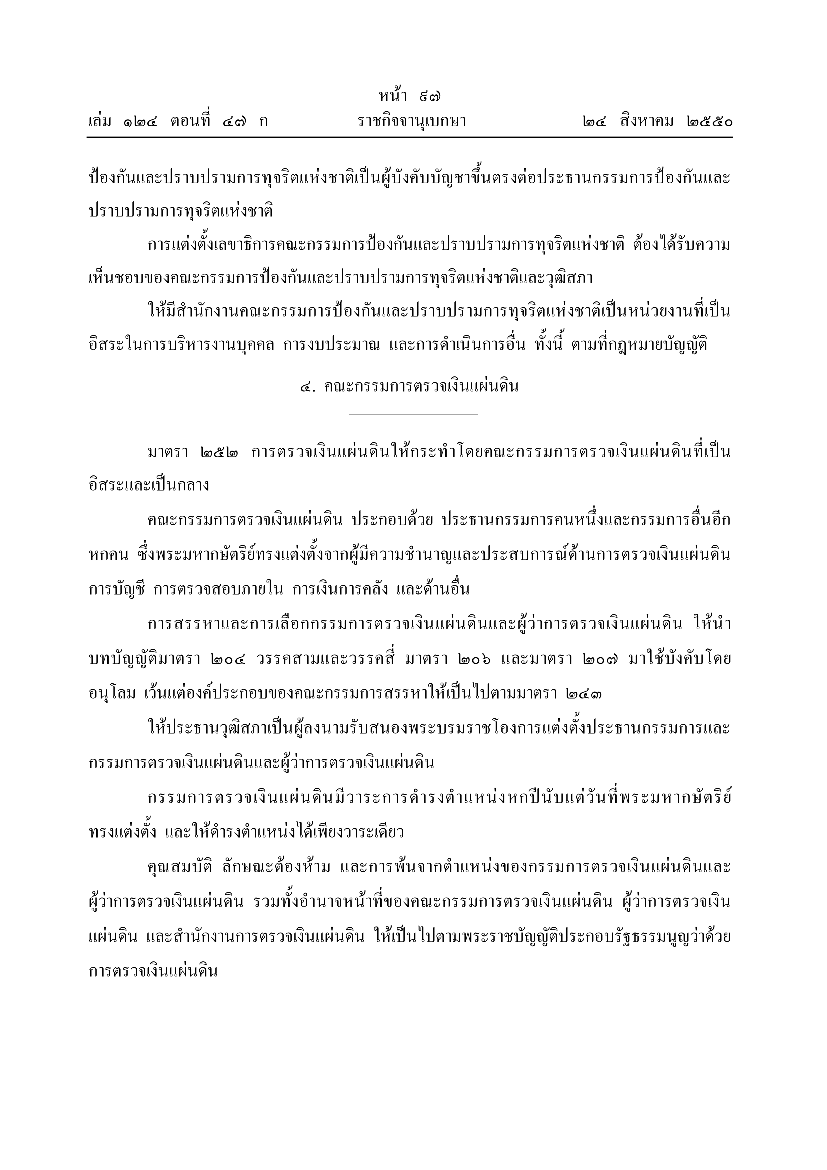 หน้า ๙๗
เล่ม ๑๒๔ ตอนที่ ๔๗ ก ราชกิจจานุเบกษา ๒๔ สิงหาคม ๒๕๕๐
ป้องกันและปราบปรามการทุจริตแห่งชาติเป็นผู้บังคับบัญชาขึ้นตรงต่อประธานกรรมการป้องกันและ
ปราบปรามการทุจริตแห่งชาติ
การแต่งตั้งเลขาธิการคณะกรรมการป้องกันและปราบปรามการทุจริตแห่งชาติ ต้องได้รับความ
เห็นชอบของคณะกรรมการป้องกันและปราบปรามการทุจริตแห่งชาติและวุฒิสภา
ให้มีสำนักงานคณะกรรมการป้องกันและปราบปรามการทุจริตแห่งชาติเป็นหน่วยงานที่เป็น
อิสระในการบริหารงานบุคคล การงบประมาณ และการดำเนินการอื่น ทั้งนี้ ตามที่กฎหมายบัญญัติ
๔. คณะกรรมการตรวจเงินแผ่นดิน
มาตรา ๒๕๒ การตรวจเงินแผ่นดินให้กระทำโดยคณะกรรมการตรวจเงินแผ่นดินที่เป็น
อิสระและเป็นกลาง
คณะกรรมการตรวจเงินแผ่นดิน ประกอบด้วย ประธานกรรมการคนหนึ่งและกรรมการอื่นอีก
หกคน ซึ่งพระมหากษัตริย์ทรงแต่งตั้งจากผู้มีความชำนาญและประสบการณ์ด้านการตรวจเงินแผ่นดิน
การบัญชี การตรวจสอบภายใน การเงินการคลัง และด้านอื่น
การสรรหาและการเลือกกรรมการตรวจเงินแผ่นดินและผู้ว่าการตรวจเงินแผ่นดิน ให้นำ
บทบัญญัติมาตรา ๒๐๔ วรรคสามและวรรคสี่ มาตรา ๒๐๖ และมาตรา ๒๐๗ มาใช้บังคับโดย
อนุโลม เว้นแต่องค์ประกอบของคณะกรรมการสรรหาให้เป็นไปตามมาตรา ๒๔๓
ให้ประธานวุฒิสภาเป็นผู้ลงนามรับสนองพระบรมราชโองการแต่งตั้งประธานกรรมการและ
กรรมการตรวจเงินแผ่นดินและผู้ว่าการตรวจเงินแผ่นดิน
กรรมการตรวจเงินแผ่นดินมีวาระการดำรงตำแหน่งหกปีนับแต่วันที่พระมหากษัตริย์
ทรงแต่งตั้ง และให้ดำรงตำแหน่งได้เพียงวาระเดียว
คุณสมบัติ ลักษณะต้องห้าม และการพ้นจากตำแหน่งของกรรมการตรวจเงินแผ่นดินและ
ผู้ว่าการตรวจเงินแผ่นดิน รวมทั้งอำนาจหน้าที่ของคณะกรรมการตรวจเงินแผ่นดิน ผู้ว่าการตรวจเงิน
แผ่นดิน และสำนักงานการตรวจเงินแผ่นดิน ให้เป็นไปตามพระราชบัญญัติประกอบรัฐธรรมนูญว่าด้วย
การตรวจเงินแผ่นดิน